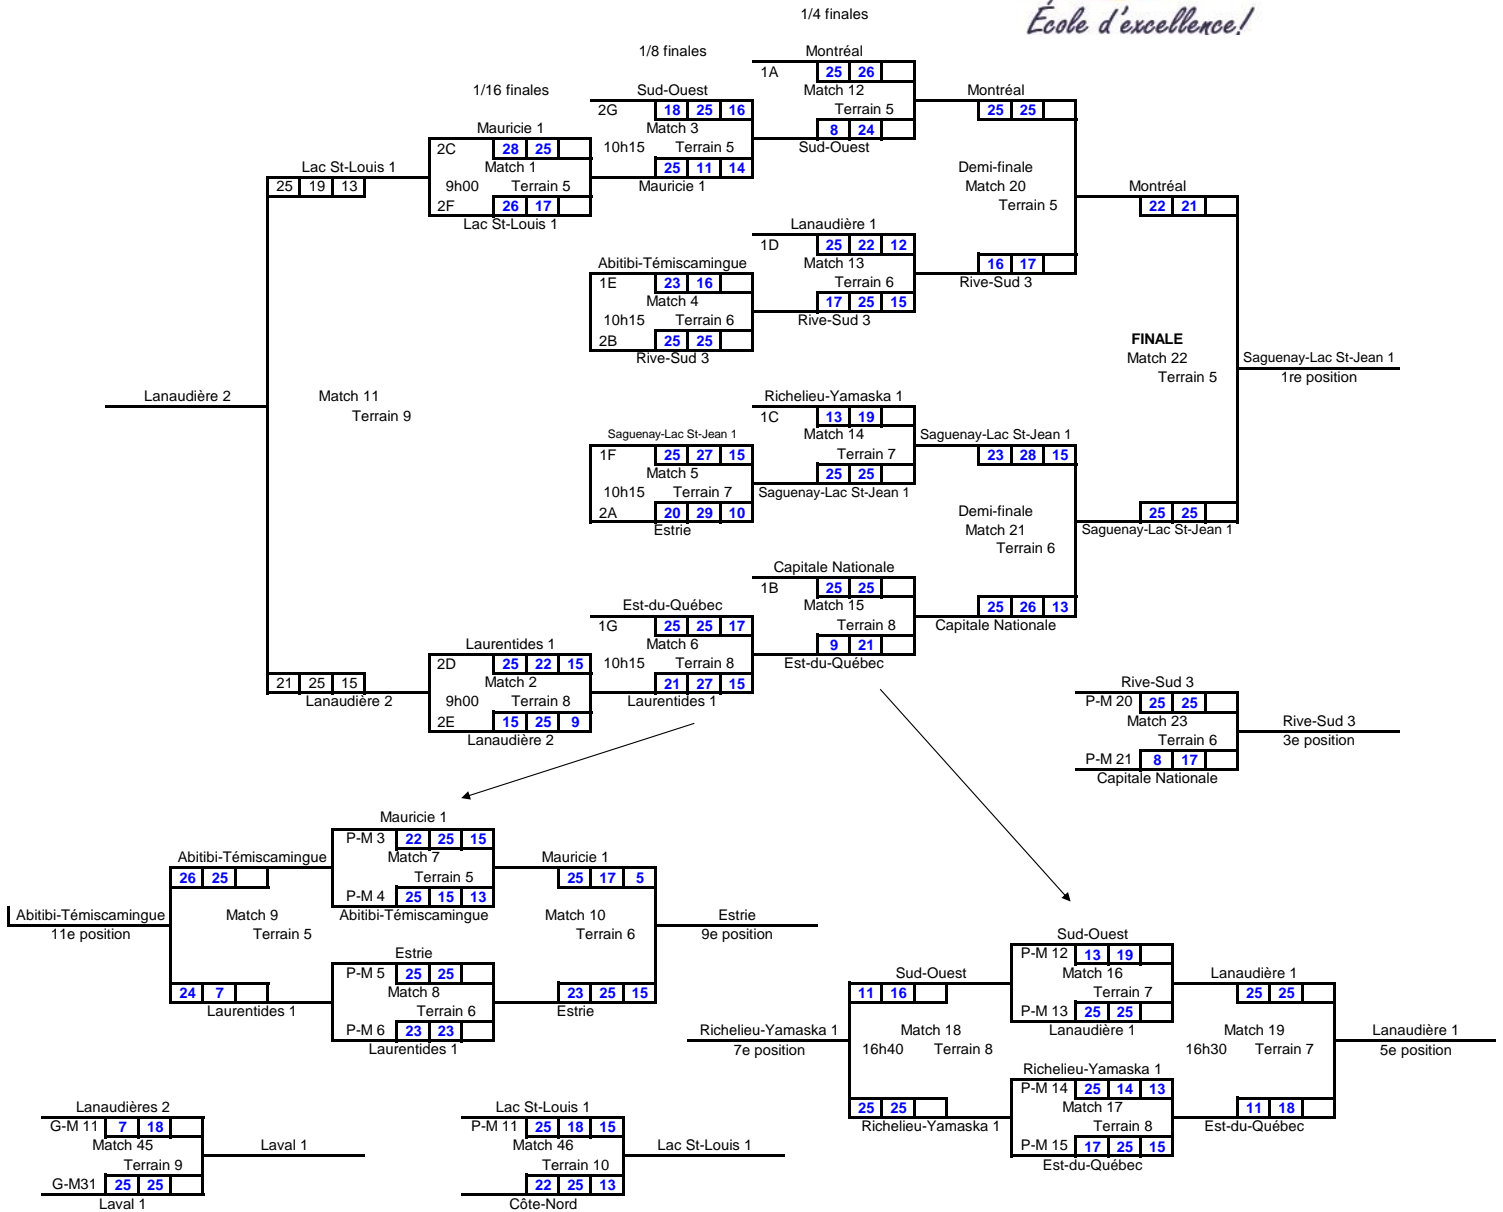 École d'excellence!
1/4 finales
1/8 finales
1/16 finales
Montréal
1A 25 26
Match 12
Terrain 5
8 24
Sud-Ouest
Sud-Ouest
2G 18 25 16
Match 3
10h15 Terrain 5
25 11 14
Mauricie 1
Mauricie 1
2C 28 25
Match 1
9h00 Terrain 5
2F 26 17
Lac St-Louis 1
Lac St-Louis 1
25 19 13
Montréal
25 25
Demi-finale
Match 20
Terrain 5
16 17
Rive-Sud 3
Montréal
22 21
Lanaudière 1
1D 25 22 12
Match 13
Terrain 6
17 25 15
Rive-Sud 3
Abitibi-Témiscamingue
1E 23 16
Match 4
10h15 Terrain 6
2B 25 25
Rive-Sud 3
FINALE
Match 22
Terrain 5
Saguenay-Lac St-Jean 1
1re position
Lanaudière 2
Match 11
Terrain 9
Richelieu-Yamaska 1
1C 13 19
Match 14
Terrain 7
25 25
Saguenay-Lac St-Jean 1
Saguenay-Lac St-Jean 1
1F 25 27 15
Match 5
10h15 Terrain 7
2A 20 29 10
Estrie
Saguenay-Lac St-Jean 1
23 28 15
Demi-finale
Match 21
Terrain 6
25 26 13
Capitale Nationale
25 25
Saguenay-Lac St-Jean 1
Capitale Nationale
1B 25 25
Match 15
Terrain 8
9 21
Est-du-Québec
Est-du-Québec
1G 25 25 17
Match 6
10h15 Terrain 8
21 27 15
Laurentides 1
Laurentides 1
2D 25 22 15
Match 2
9h00 Terrain 8
2E 15 25 9
Lanaudière 2
21 25 15
Lanaudière 2
Rive-Sud 3
P-M 20 25 25
Match 23
Terrain 6
P-M 21 8 17
Capitale Nationale
Rive-Sud 3
3e position
Mauricie 1
P-M 3 22 25 15
Match 7
Terrain 5
P-M 4 25 15 13
Abitibi-Témiscamingue
Abitibi-Témiscamingue
26 25
Match 9
Terrain 5
24 7
Laurentides 1
Abitibi-Témiscamingue
11e position
Mauricie 1
25 17 5
Match 10
Terrain 6
23 25 15
Estrie
Estrie
9e position
Estrie
P-M 5 25 25
Match 8
Terrain 6
P-M 6 23 23
Laurentides 1
Sud-Ouest
P-M 12 13 19
Match 16
Terrain 7
P-M 13 25 25
Lanaudière 1
Sud-Ouest
11 16
Match 18
16h40 Terrain 8
25 25
Richelieu-Yamaska 1
Richelieu-Yamaska 1
7e position
Lanaudière 1
25 25
Match 19
16h30 Terrain 7
11 18
Est-du-Québec
Lanaudière 1
5e position
Richelieu-Yamaska 1
P-M 14 25 14 13
Match 17
Terrain 8
P-M 15 17 25 15
Est-du-Québec
Lanaudières 2
G-M 11 7 18
Match 45
Terrain 9
G-M31 25 25
Laval 1
Laval 1
Lac St-Louis 1
P-M 11 25 18 15
Match 46
Terrain 10
22 25 13
Côte-Nord
Lac St-Louis 1